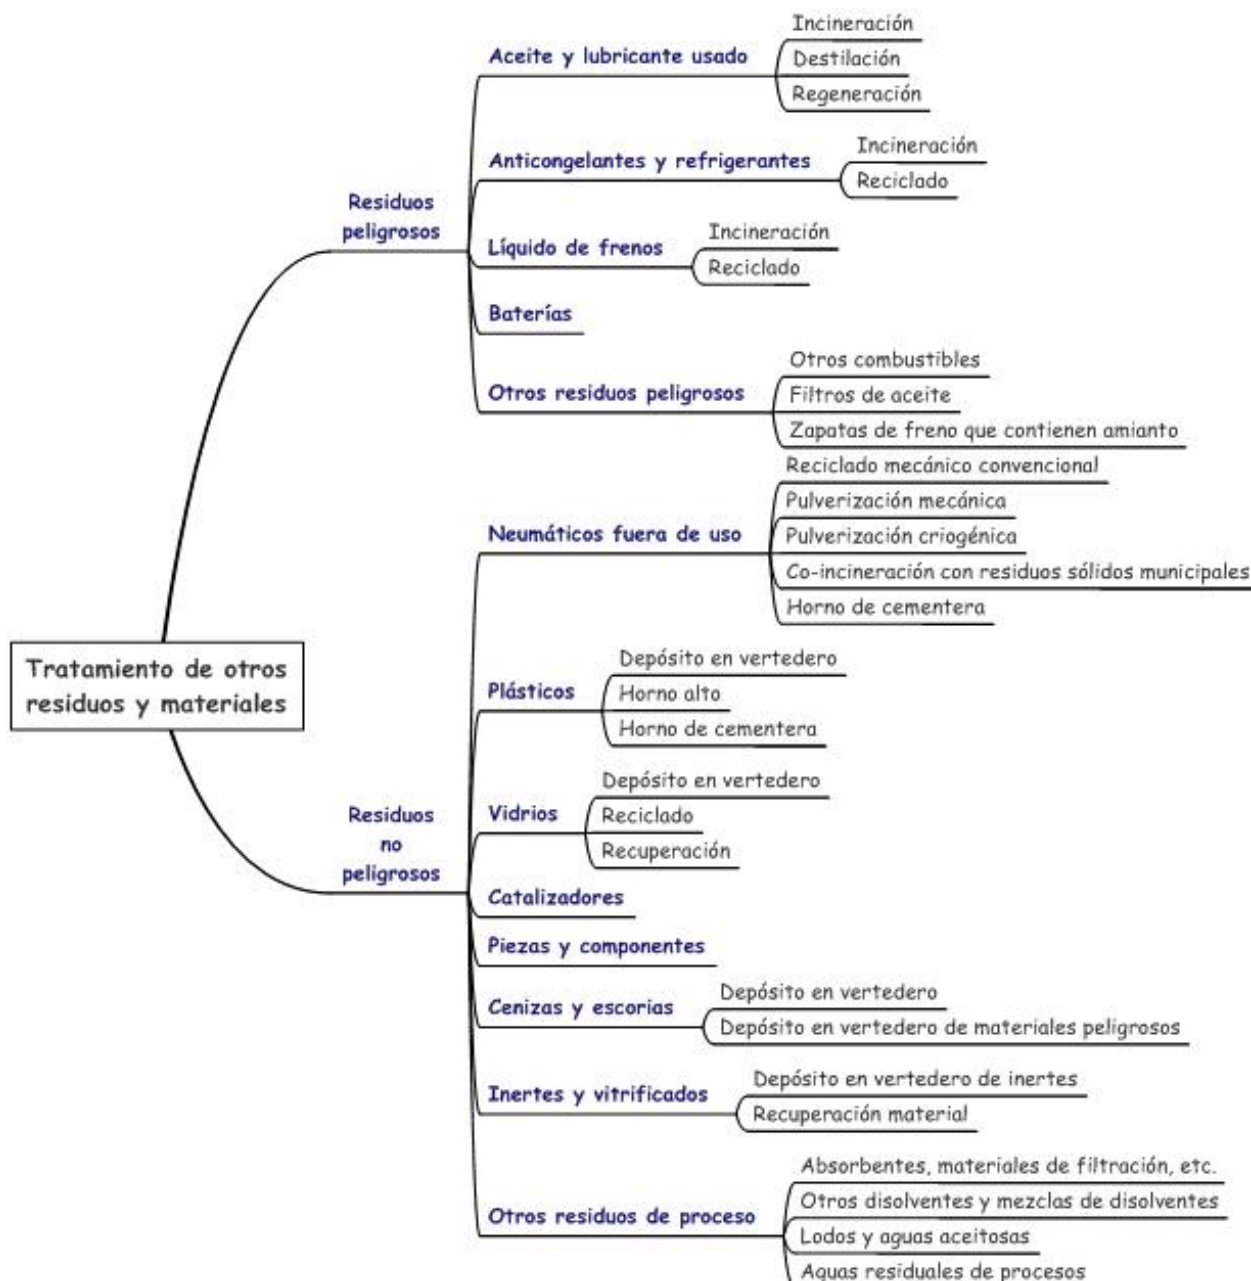 Tratamiento de otros
residuos y materiales
Residuos
peligrosos
Aceite y lubricante usado
Incineración
Destilación
Regeneración
Anticongelantes y refrigerantes
Incineración
Reciclado
Líquido de frenos
Incineración
Reciclado
Baterías
Otros residuos peligrosos
Otros combustibles
Filtros de aceite
Zapatas de freno que contienen amianto
Residuos
no
peligrosos
Neumáticos fuera de uso
Reciclado mecánico convencional
Pulverización mecánica
Pulverización criogénica
Co-incineración con residuos sólidos municipales
Horno de cementera
Plásticos
Depósito en vertedero
Horno alto
Horno de cementera
Vidrios
Depósito en vertedero
Reciclado
Recuperación
Catalizadores
Piezas y componentes
Cenizas y escorias
Depósito en vertedero
Depósito en vertedero de materiales peligrosos
Inertes y vitrificados
Depósito en vertedero de inertes
Recuperación material
Otros residuos de proceso
Absorbentes, materiales de filtración, etc.
Otros disolventes y mezclas de disolventes
Lodos y aguas aceitosas
Aguas residuales de procesos